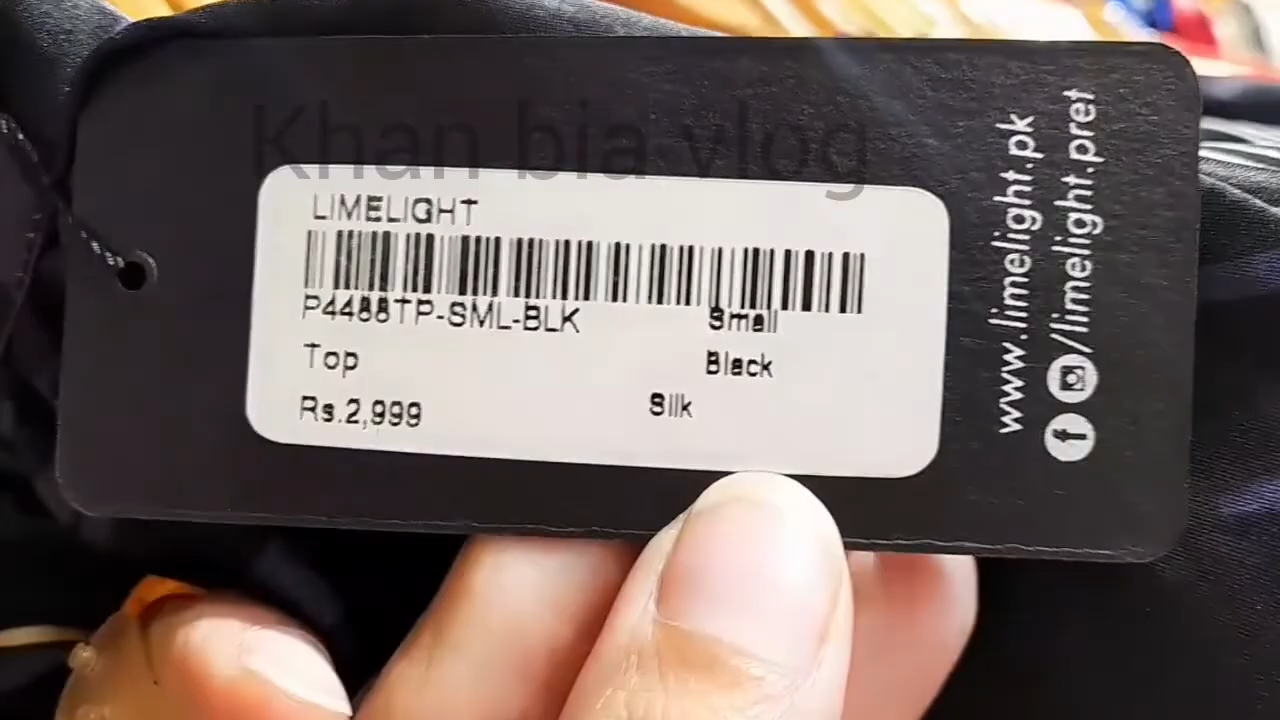 Khan bia vlog
LIMELIGHT
P4488TP-SML-BLK Small
Top Black
Rs.2,999 Silk
www.limelight.pk
/limelight.pret